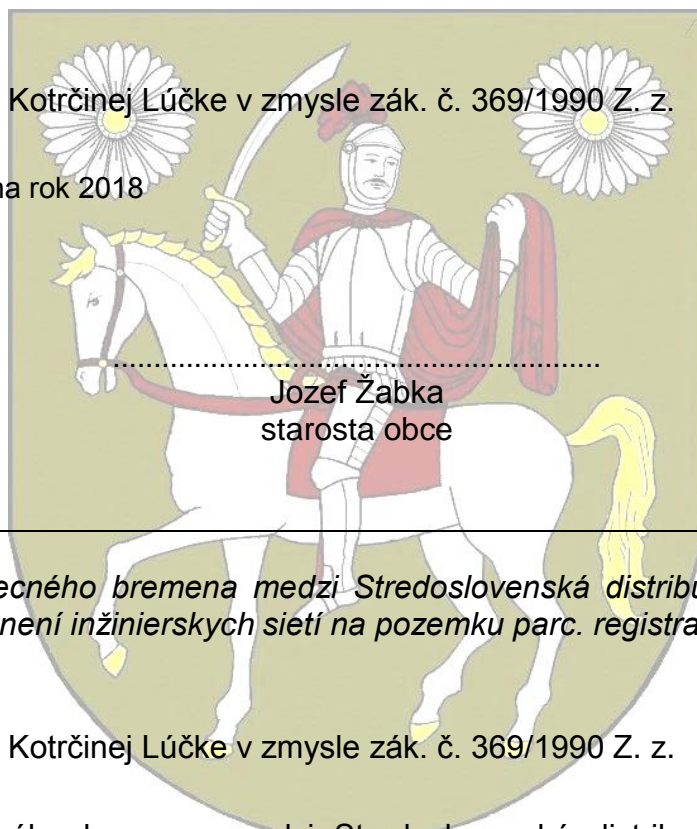 Kotrčinej Lúčke v zmysle zák. č. 369/1990 Z. z.
na rok 2018
...........................................................
Jozef Žabka
starosta obce
ecného bremena medzi Stredoslovenská distribu
není inžinierskych sietí na pozemku parc. registra
Kotrčinej Lúčke v zmysle zák. č. 369/1990 Z. z.